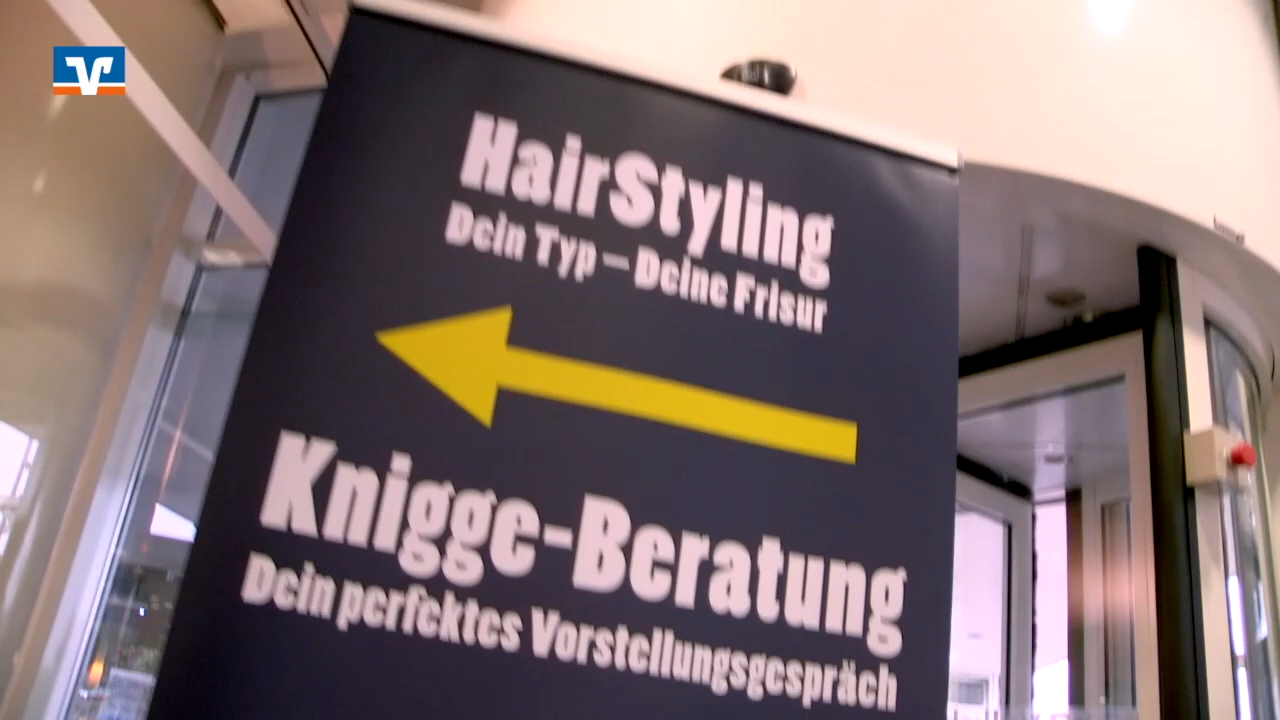 HairStyling
Dein Typ – Deine Frisur
Knigge-Beratung
Dein perfektes Vorstellungsgespräch